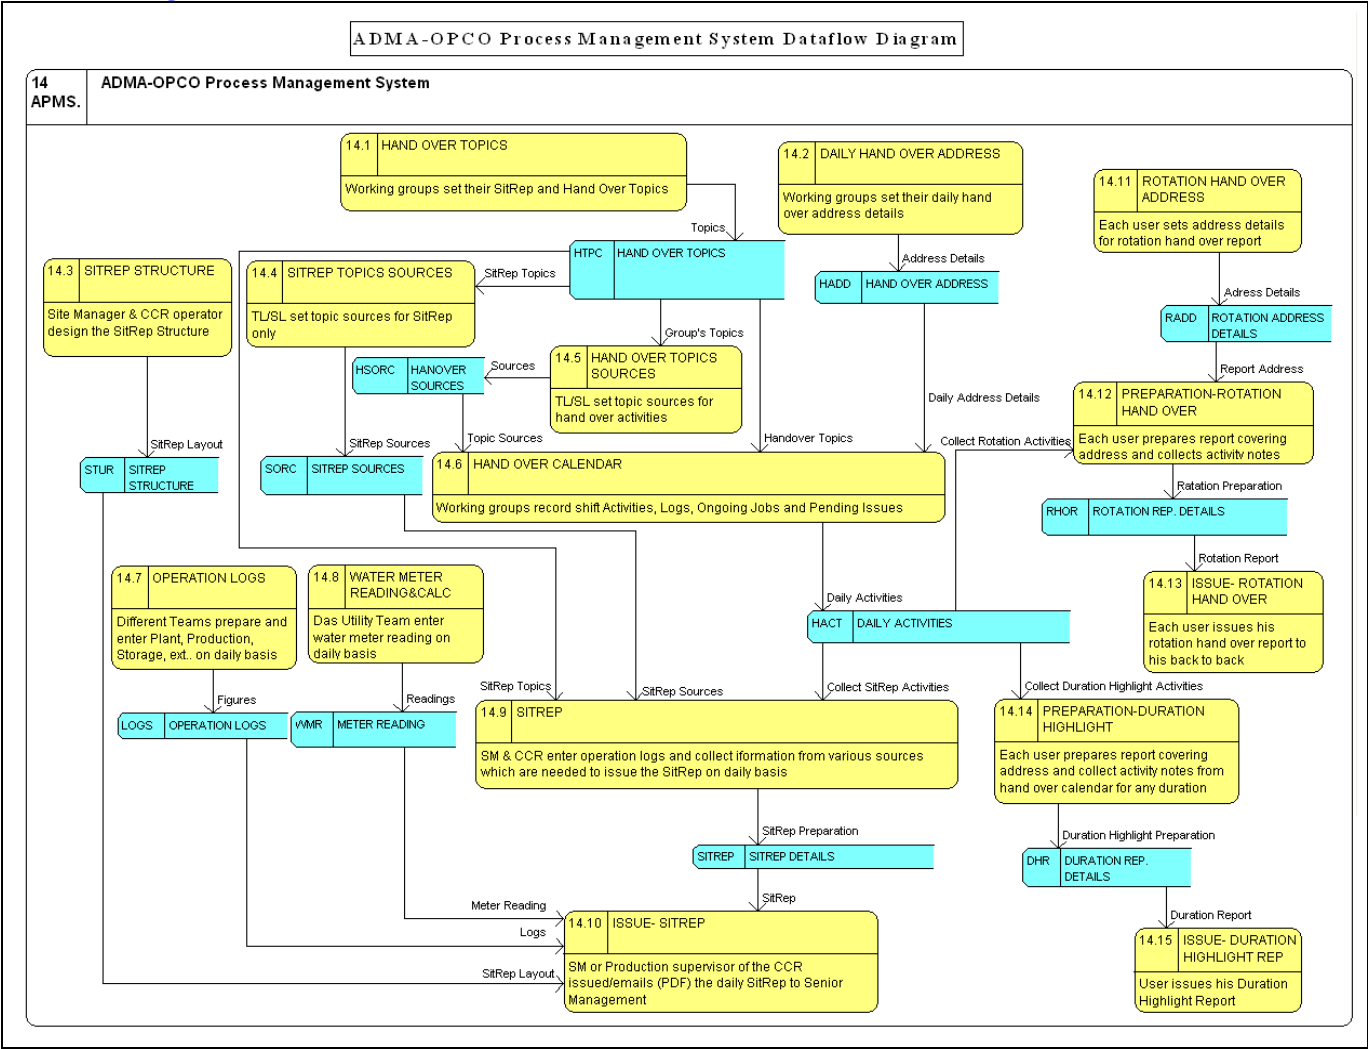 ADMA-OPCO Process Management System Dataflow Diagram
14
APMS.
ADMA-OPCO Process Management System
14.1
HAND OVER TOPICS
Working groups set their SitRep and Hand Over Topics
14.2
DAILY HAND OVER ADDRESS
Working groups set their daily hand
over address details
14.11
ROTATION HAND OVER
ADDRESS
Each user sets address details
for rotation hand over report
Topics
HTPC
HAND OVER TOPICS
Address Details
HADD
HAND OVER ADDRESS
Adress Details
RADD
ROTATION ADDRESS
DETAILS
14.3
SITREP STRUCTURE
Site Manager & CCR operator
design the SitRep Structure
14.4
SITREP TOPICS SOURCES
TL/SL set topic sources for SitRep
only
SitRep Topics
Group's Topics
14.5
HAND OVER TOPICS
SOURCES
TL/SL set topic sources for
hand over activities
Sources
HSORC
HANOVER
SOURCES
Report Address
14.12
PREPARATION-ROTATION
HAND OVER
Each user prepares report covering
address and collects activity notes
Daily Address Details
Collect Rotation Activities
SitRep Layout
STUR
SITREP
STRUCTURE
SitRep Sources
SORC
SITREP SOURCES
Topic Sources
Handover Topics
14.6
HAND OVER CALENDAR
Working groups record shift Activities, Logs, Ongoing Jobs and Pending Issues
Ratation Preparation
RHOR
ROTATION REP. DETAILS
Rotation Report
14.13
ISSUE- ROTATION
HAND OVER
Each user issues his
rotation hand over report to
his back to back
14.7
OPERATION LOGS
Different Teams prepare and
enter Plant, Production,
Storage, ext.. on daily basis
14.8
WATER METER
READING&CALC
Das Utility Team enter
water meter reading on
daily basis
Daily Activities
HACT
DAILY ACTIVITIES
Figures
LOGS
OPERATION LOGS
Readings
WMR
METER READING
SitRep Topics
SitRep Sources
Collect SitRep Activities
Collect Duration Highlight Activities
14.9
SITREP
SM & CCR enter operation logs and collect iformation from various sources
which are needed to issue the SitRep on daily basis
14.14
PREPARATION-DURATION
HIGHLIGHT
Each user prepares report covering
address and collect activity notes from
hand over calendar for any duration
SitRep Preparation
SITREP
SITREP DETAILS
Duration Highlight Preparation
DHR
DURATION REP.
DETAILS
SitRep
Meter Reading
Logs
SitRep Layout
14.10
ISSUE- SITREP
SM or Production supervisor of the CCR
issued/emails (PDF) the daily SitRep to Senior
Management
Duration Report
14.15
ISSUE- DURATION
HIGHLIGHT REP
User issues his Duration
Highlight Report